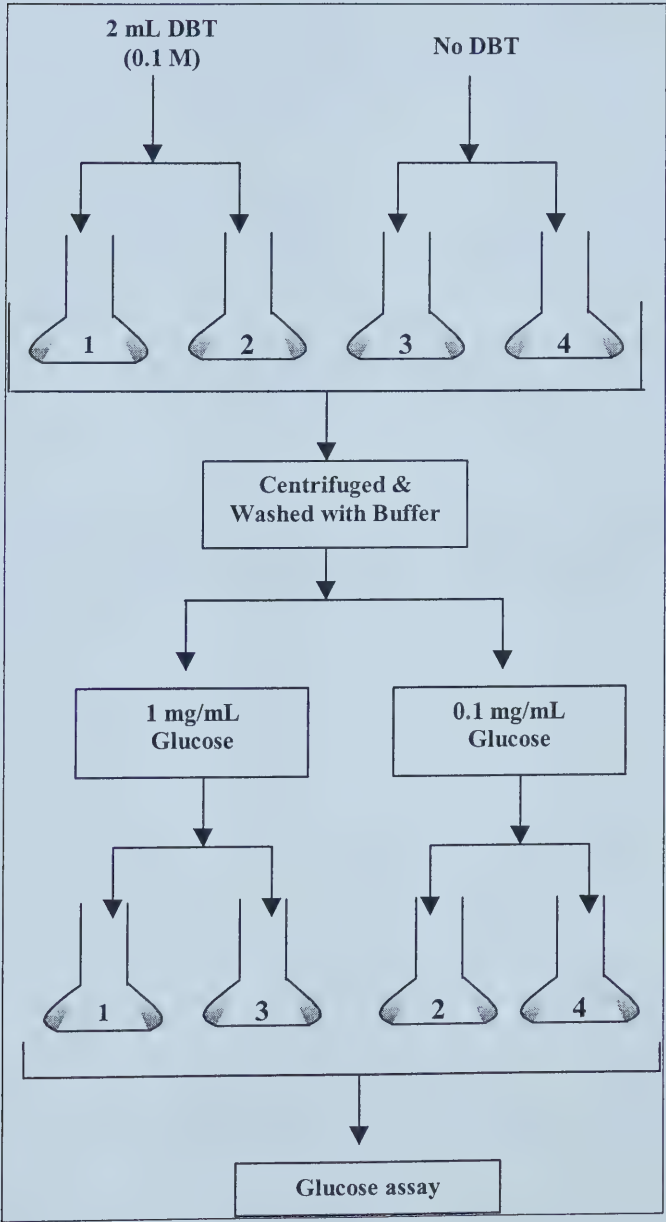 2 mL DBT
(0.1 M)
No DBT
1
2
3
4
Centrifuged &
Washed with Buffer
1 mg/mL
Glucose
0.1 mg/mL
Glucose
1
3
2
4
Glucose assay